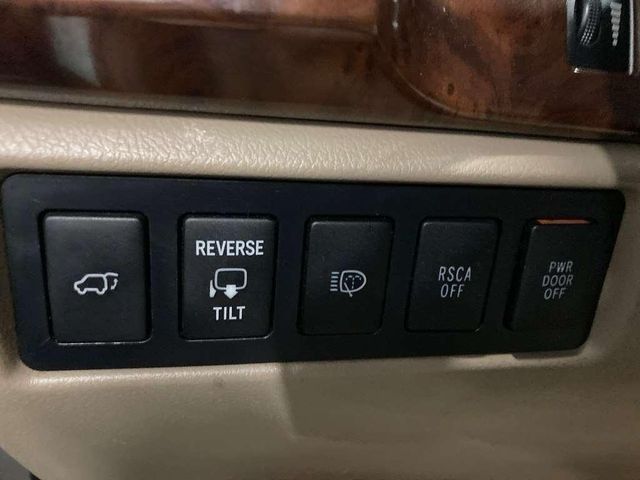 REVERSE
TILT
RSCA
OFF
PWR
DOOR
OFF